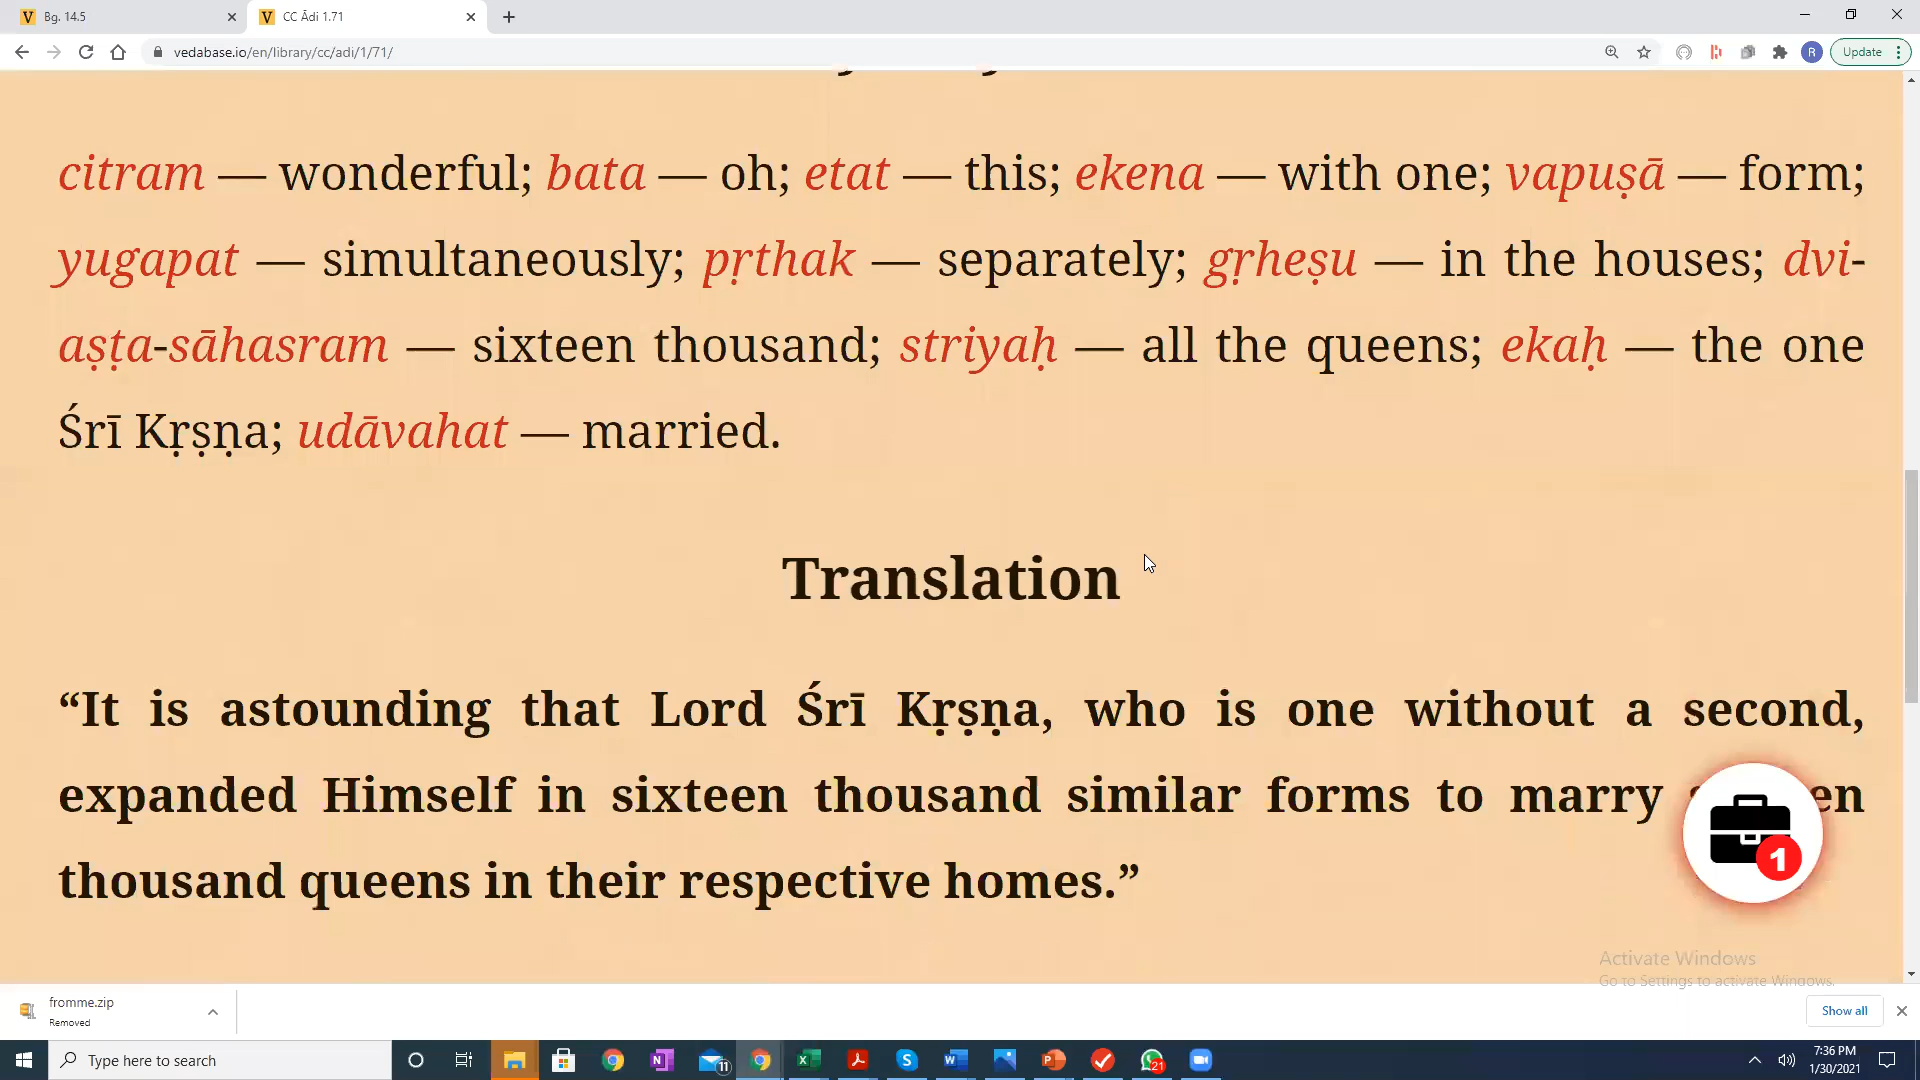 Bg. 14.5
CC Ādi 1.71
vedabase.io/en/library/cc/adi/1/71/
R
Update
citram — wonderful; bata — oh; etat — this; ekena — with one; vapuṣā — form;
yugapat — simultaneously; pṛthak — separately; gṛheṣu — in the houses; dvi-
aṣṭa-sāhasram — sixteen thousand; striyaḥ — all the queens; ekaḥ — the one
Śrī Kṛṣṇa; udāvahat — married.
Translation
“It is astounding that Lord Śrī Kṛṣṇa, who is one without a second,
expanded Himself in sixteen thousand similar forms to marry
thousand queens in their respective homes.”
1
Activate Windows
Go to Settings to activate Windows.
fromme.zip
Removed
Show all
Type here to search
11
21
7:36 PM
1/30/2021